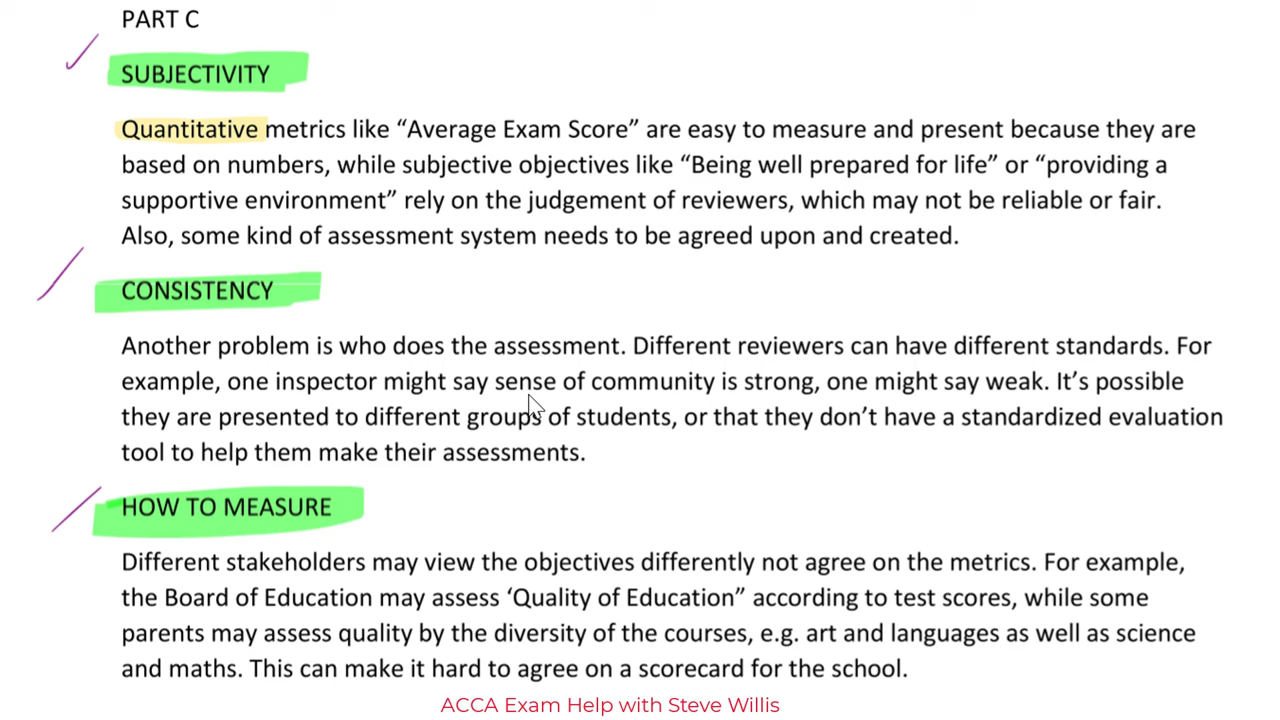 PART C
SUBJECTIVITY
Quantitative metrics like “Average Exam Score” are easy to measure and present because they are
based on numbers, while subjective objectives like “Being well prepared for life” or “providing a
supportive environment” rely on the judgement of reviewers, which may not be reliable or fair.
Also, some kind of assessment system needs to be agreed upon and created.
CONSISTENCY
Another problem is who does the assessment. Different reviewers can have different standards. For
example, one inspector might say sense of community is strong, one might say weak. It’s possible
they are presented to different groups of students, or that they don’t have a standardized evaluation
tool to help them make their assessments.
HOW TO MEASURE
Different stakeholders may view the objectives differently not agree on the metrics. For example,
the Board of Education may assess ‘Quality of Education” according to test scores, while some
parents may assess quality by the diversity of the courses, e.g. art and languages as well as science
and maths. This can make it hard to agree on a scorecard for the school.
ACCA Exam Help with Steve Willis